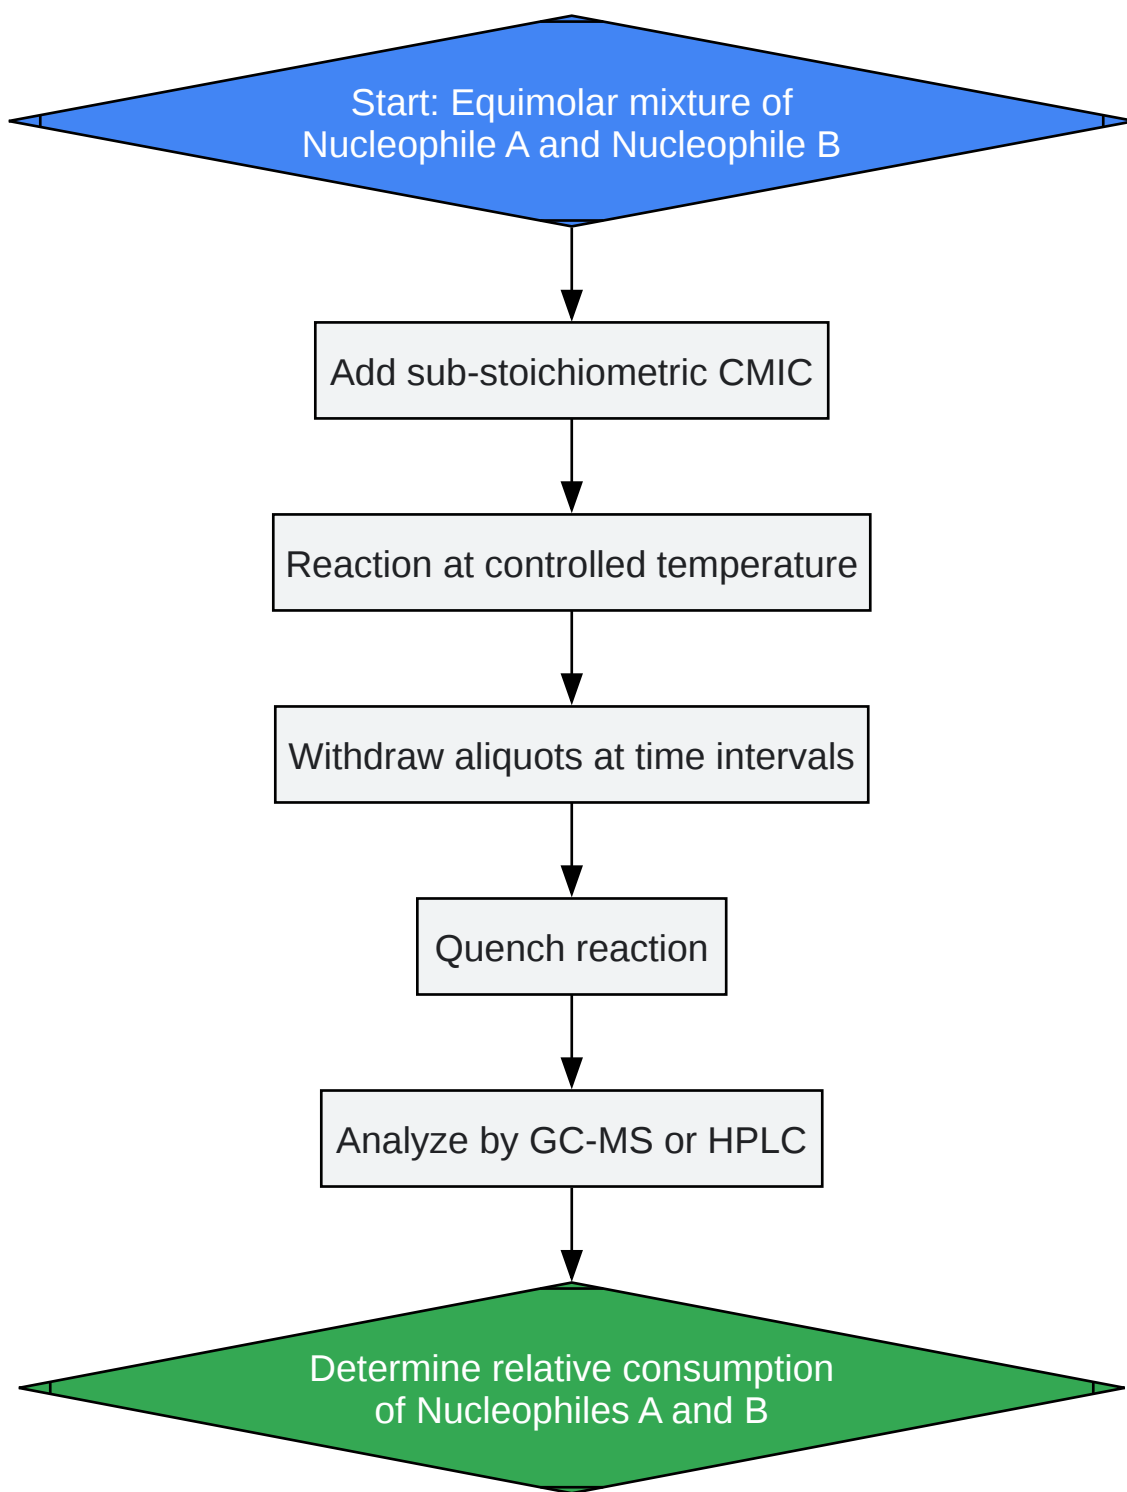 Start: Equimolar mixture of
Nucleophile A and Nucleophile B
Add sub-stoichiometric CMIC
Reaction at controlled temperature
Withdraw aliquots at time intervals
Quench reaction
Analyze by GC-MS or HPLC
Determine relative consumption
of Nucleophiles A and B